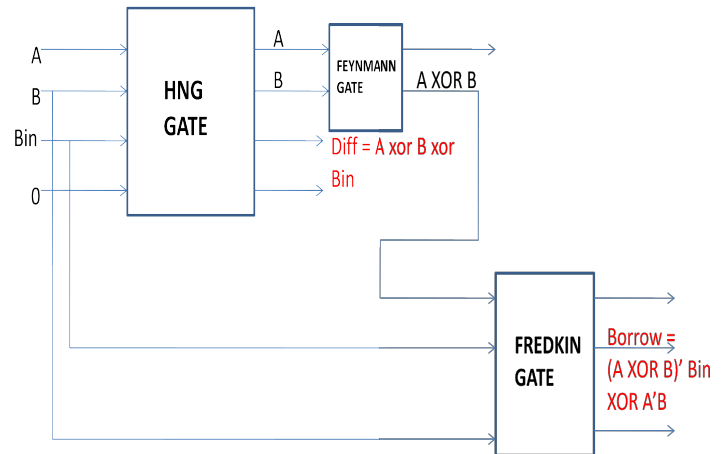 A
B
Bin
0
HNG
GATE
A
B
FEYNMANN
GATE
A XOR B
Diff = A xor B xor
Bin
FREDKIN
GATE
Borrow =
(A XOR B)’ Bin
XOR A’B